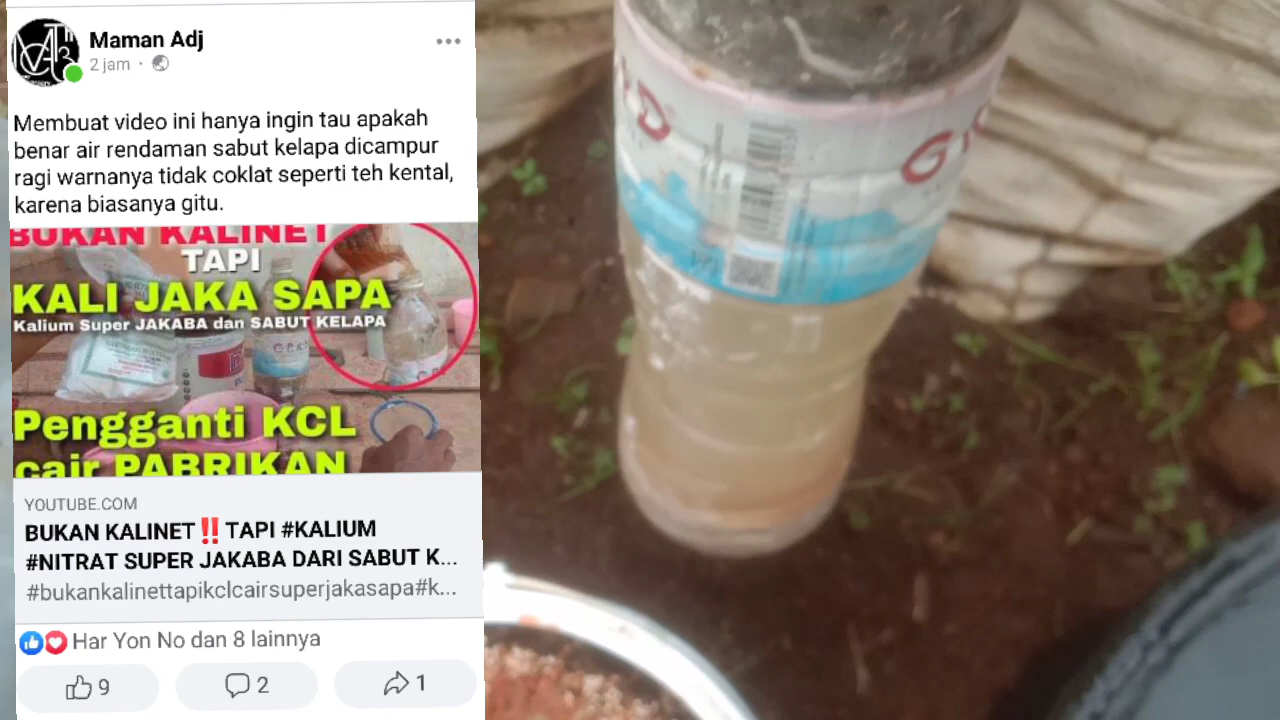 Maman Adj
2 jam
Membuat video ini hanya ingin tau apakah
benar air rendaman sabut kelapa dicampur
ragi warnanya tidak coklat seperti teh kental,
karena biasanya gitu.
BUKAN KALINET
TAPI
KALI JAKA SAPA
Kalium Super JAKABA dan SABUT KELAPA
Pengganti KCL
cair PABRIKAN
YOUTUBE.COM
BUKAN KALINET‼️TAPI #KALIUM
#NITRAT SUPER JAKABA DARI SABUT K...
#bukankalinettapikclcairsuperjakasapa#k...
Har Yon No dan 8 lainnya
9
2
1